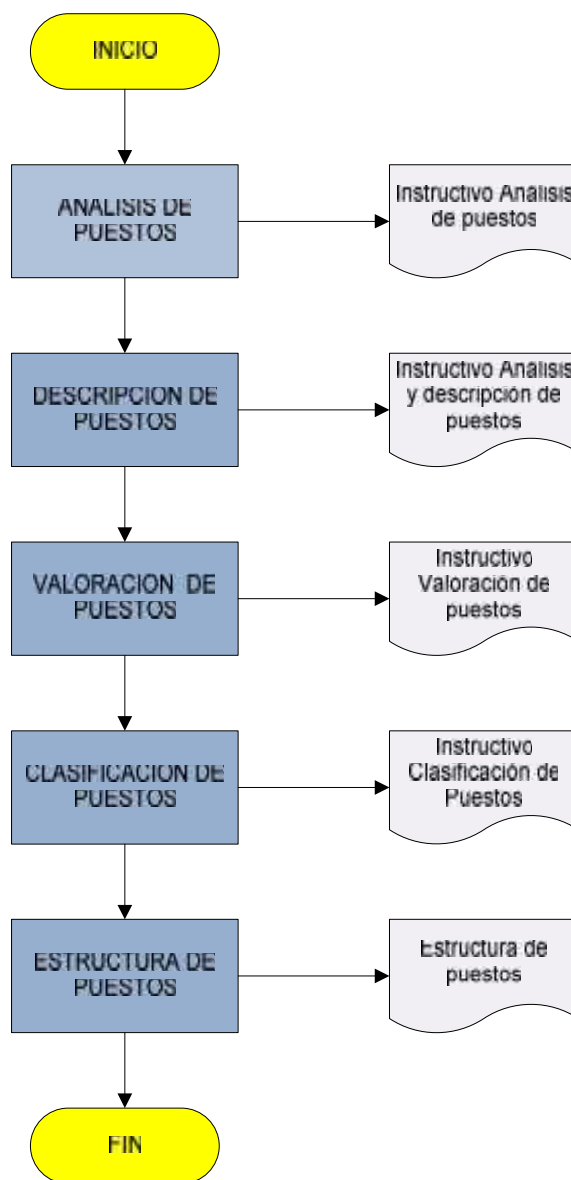 INICIO
ANALISIS DE
PUESTOS
Instructivo Análisis
de puestos
DESCRIPCION DE
PUESTOS
Instructivo Análisis
y descripción de
puestos
VALORACION DE
PUESTOS
Instructivo
Valoración de
puestos
CLASIFICACION DE
PUESTOS
Instructivo
Clasificación de
Puestos
ESTRUCTURA DE
PUESTOS
Estructura de
puestos
FIN